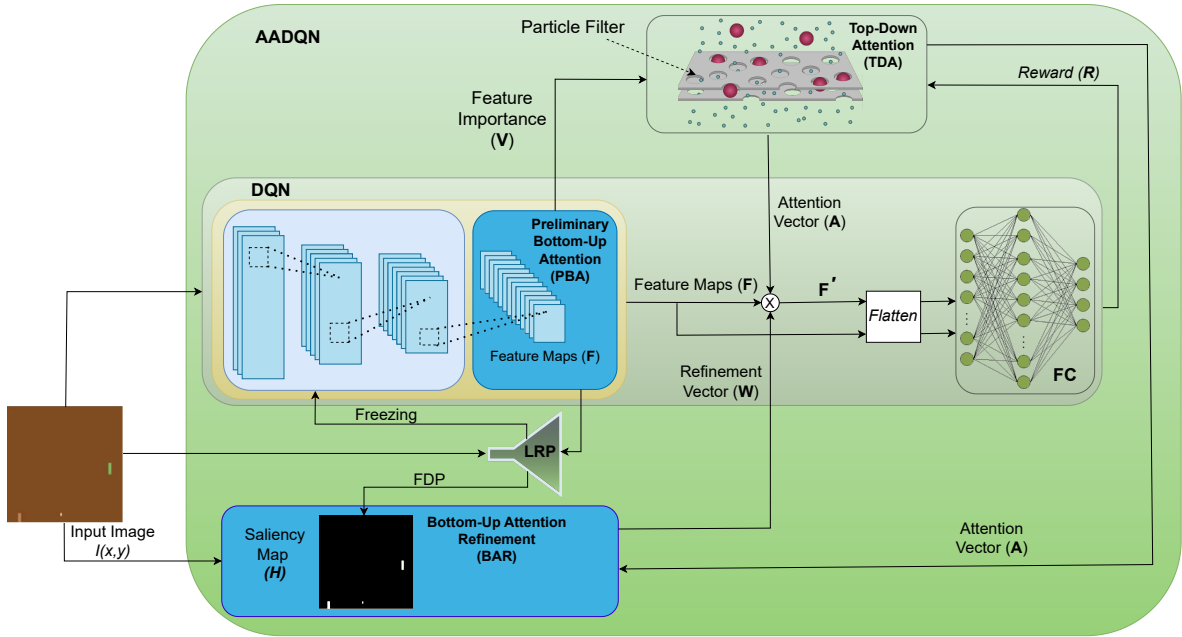 AADQN
Particle Filter
Top-Down
Attention
(TDA)
Reward (R)
Feature
Importance
(V)
DQN
Preliminary
Bottom-Up
Attention
(PBA)
Attention
Vector (A)
Feature Maps (F)
X
F′
Flatten
Feature Maps (F)
Refinement
Vector (W)
FC
Freezing
LRP
FDP
Input Image
I(x,y)
Saliency
Map
(H)
Bottom-Up Attention
Refinement
(BAR)
Attention
Vector (A)